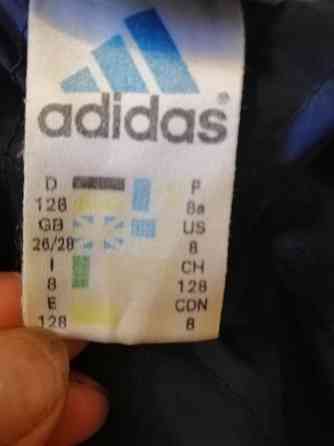 adidas®
D P
128 8a
GB US
26/28 8
I CH
8 128
E CDN
128 8